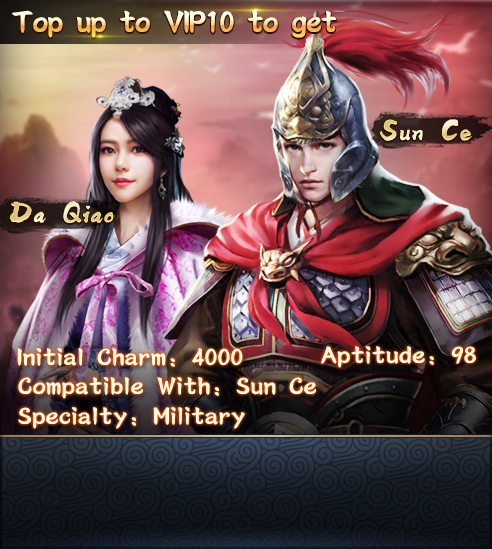 Top up to VIP10 to get
Sun Ce
Da Qiao
Initial Charm：4000
Aptitude：98
Compatible With：Sun Ce
Specialty：Military